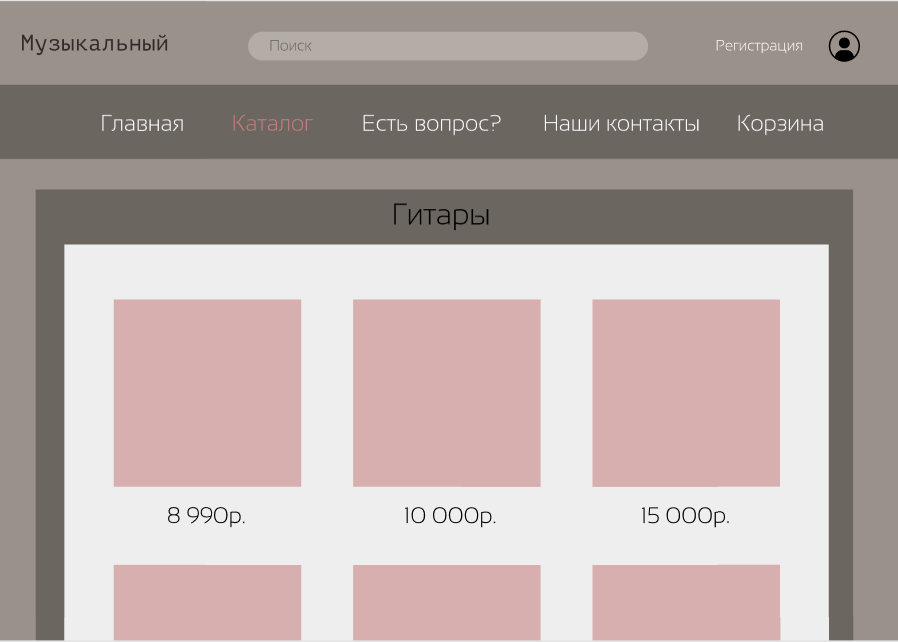 Музыкальный
Поиск
Регистрация
Главная Каталог Есть вопрос? Наши контакты Корзина
Гитары
8 990р. 10 000р. 15 000р.